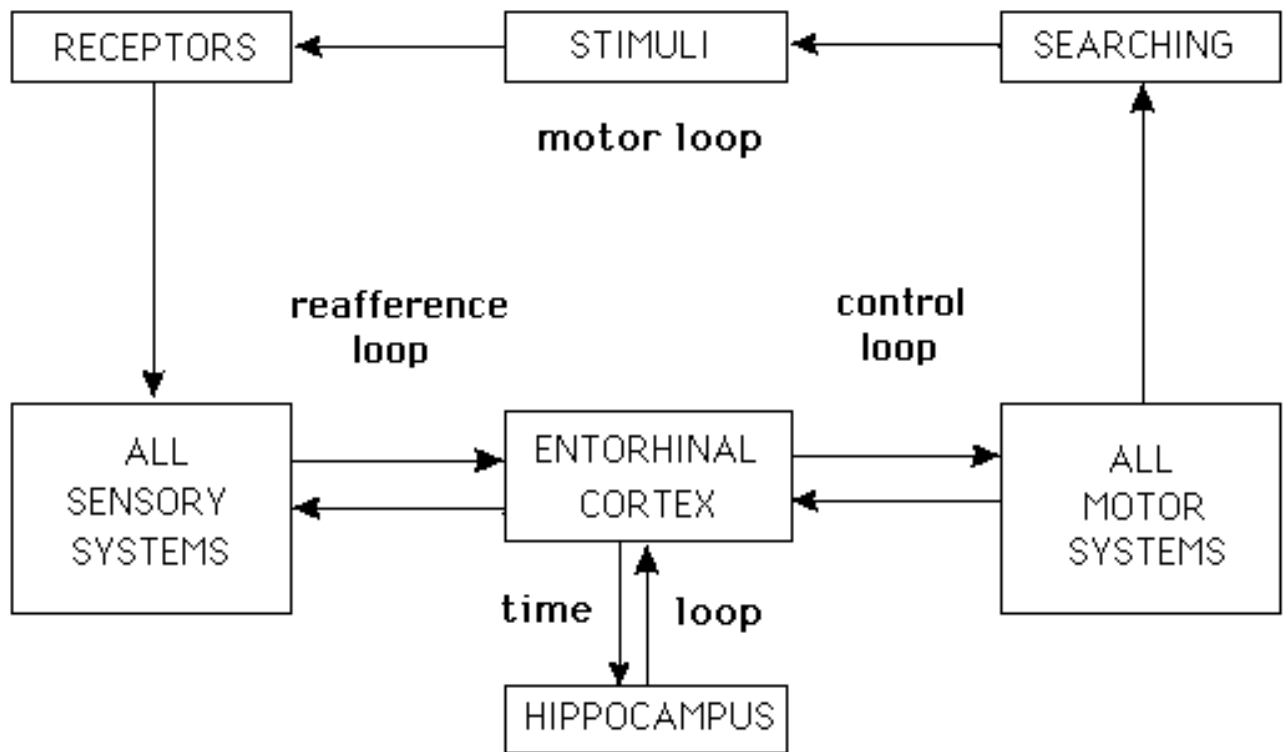 RECEPTORS
STIMULI
SEARCHING
motor loop
reafference
loop
control
loop
ALL
SENSORY
SYSTEMS
ENTORHINAL
CORTEX
ALL
MOTOR
SYSTEMS
time loop
HIPPOCAMPUS